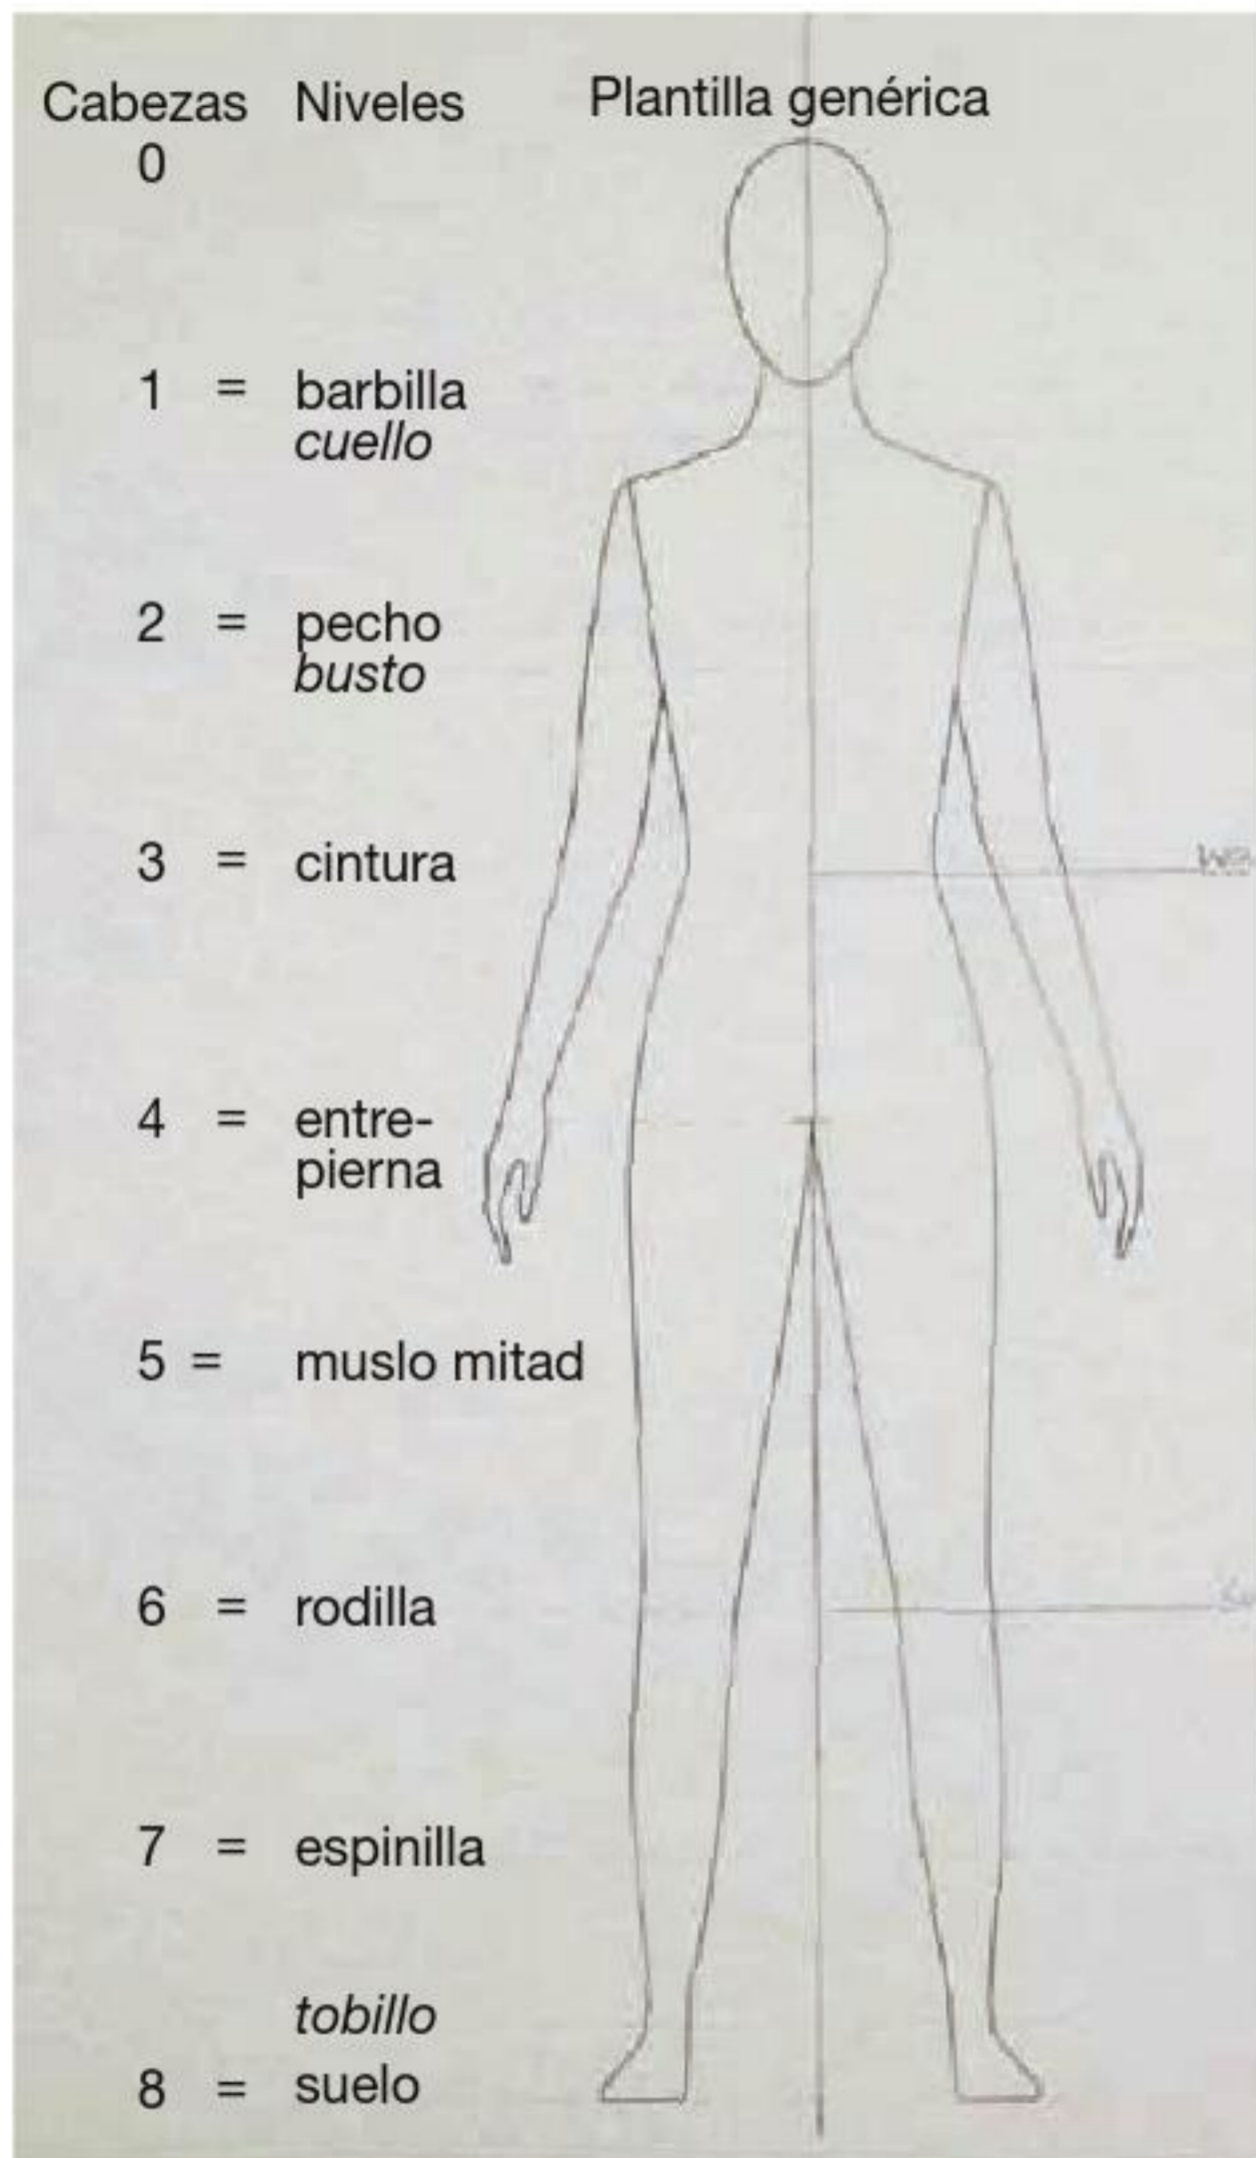 Cabezas Niveles Plantilla genérica
0
1 = barbilla
cuello
2 = pecho
busto
3 = cintura
4 = entre-
pierna
5 = muslo mitad
6 = rodilla
7 = espinilla
tobillo
8 = suelo